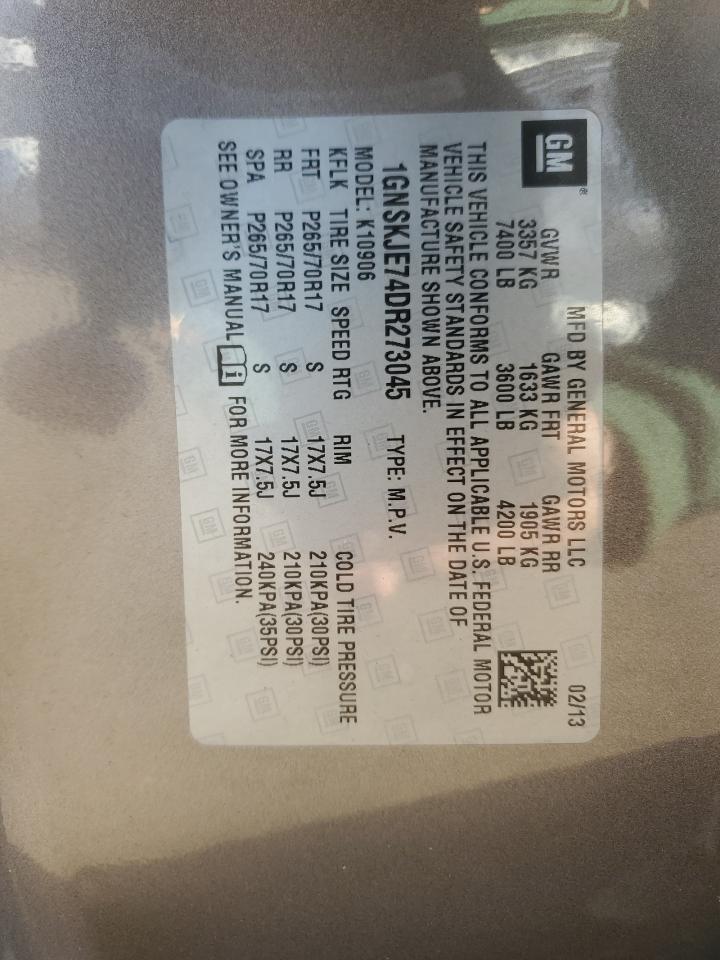 GM®
MFD BY GENERAL MOTORS LLC 02/13
GVWR GAWR FRT GAWR RR
3357 KG 1633 KG 1905 KG
7400 LB 3600 LB 4200 LB
THIS VEHICLE CONFORMS TO ALL APPLICABLE U.S. FEDERAL MOTOR
VEHICLE SAFETY STANDARDS IN EFFECT ON THE DATE OF
MANUFACTURE SHOWN ABOVE.
1GNSKJE74DR273045 TYPE: M.P.V.
MODEL: K10906
KFLK TIRE SIZE SPEED RTG RIM COLD TIRE PRESSURE
FRT P265/70R17 S 17X7.5J 210KPA(30PSI)
RR P265/70R17 S 17X7.5J 210KPA(30PSI)
SPA P265/70R17 S 17X7.5J 240KPA(35PSI)
SEE OWNER'S MANUAL i FOR MORE INFORMATION.